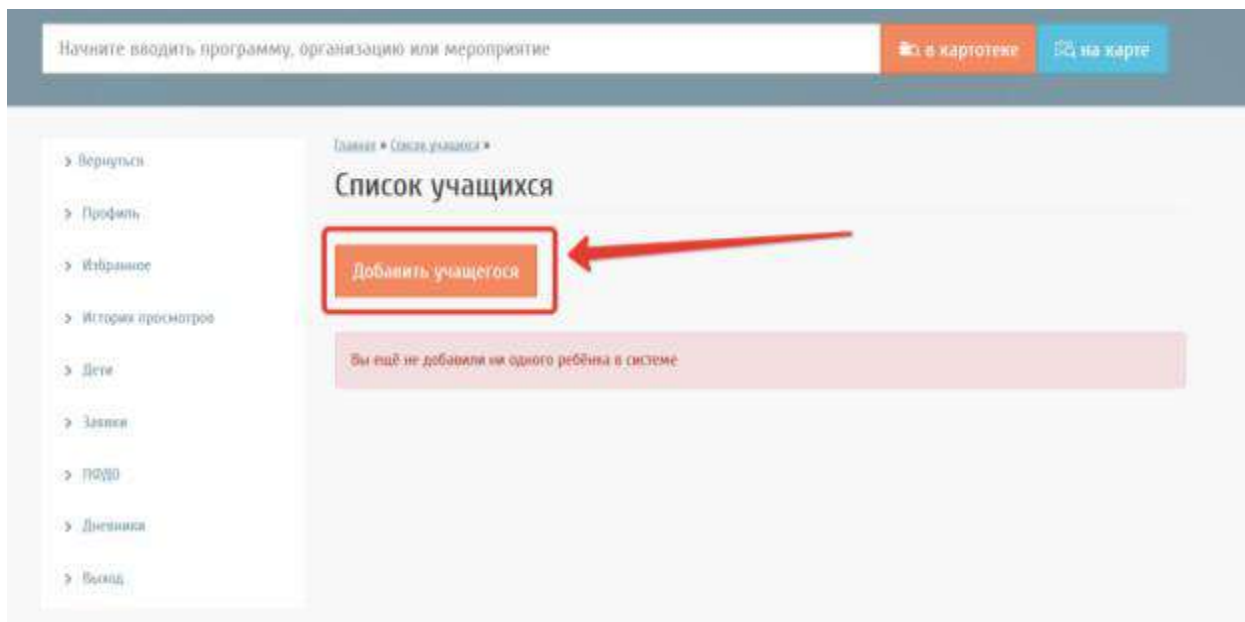 Начните вводить программу, организацию или мероприятие
в картотеке
на карте
Главная » Список учащихся »
Список учащихся
Добавить учащегося
Вы ещё не добавили ни одного ребёнка в системе
> Вернуться
> Профиль
> Избранное
> История просмотров
> Дети
> Заявки
> ПФДО
> Дневники
> Выход